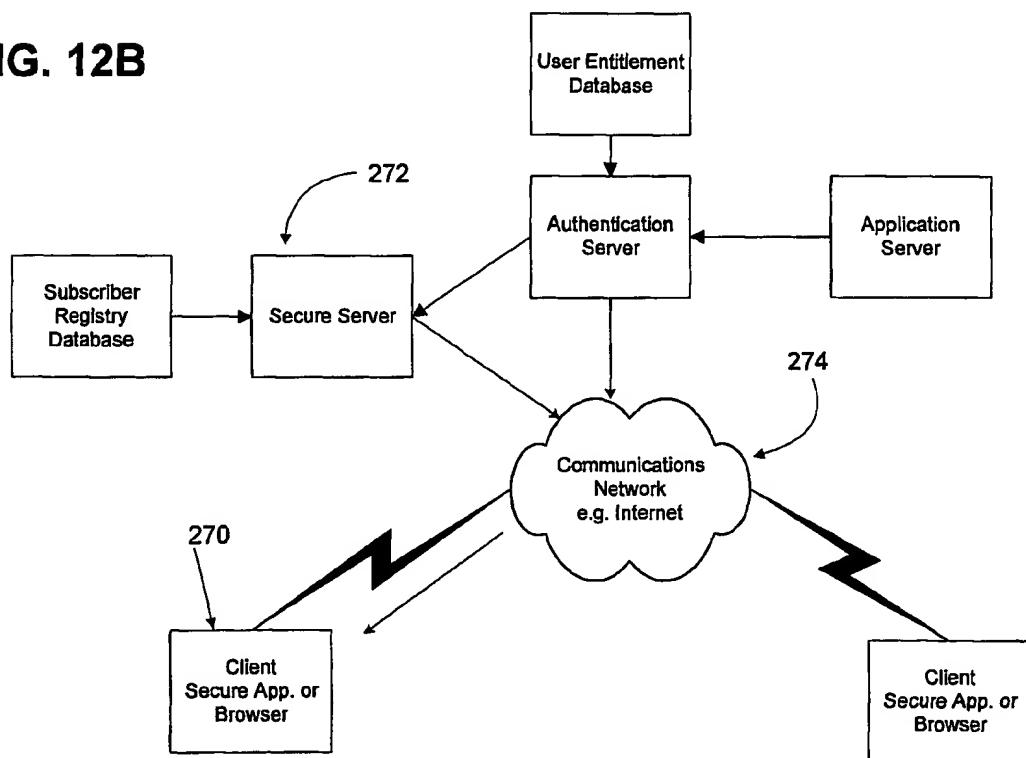 IG. 12B
User Entitlement
Database
272
Authentication
Server
Application
Server
Subscriber
Registry
Database
Secure Server
274
Communications
Network
e.g. Internet
270
Client
Secure App. or
Browser
Client
Secure App. or
Browser